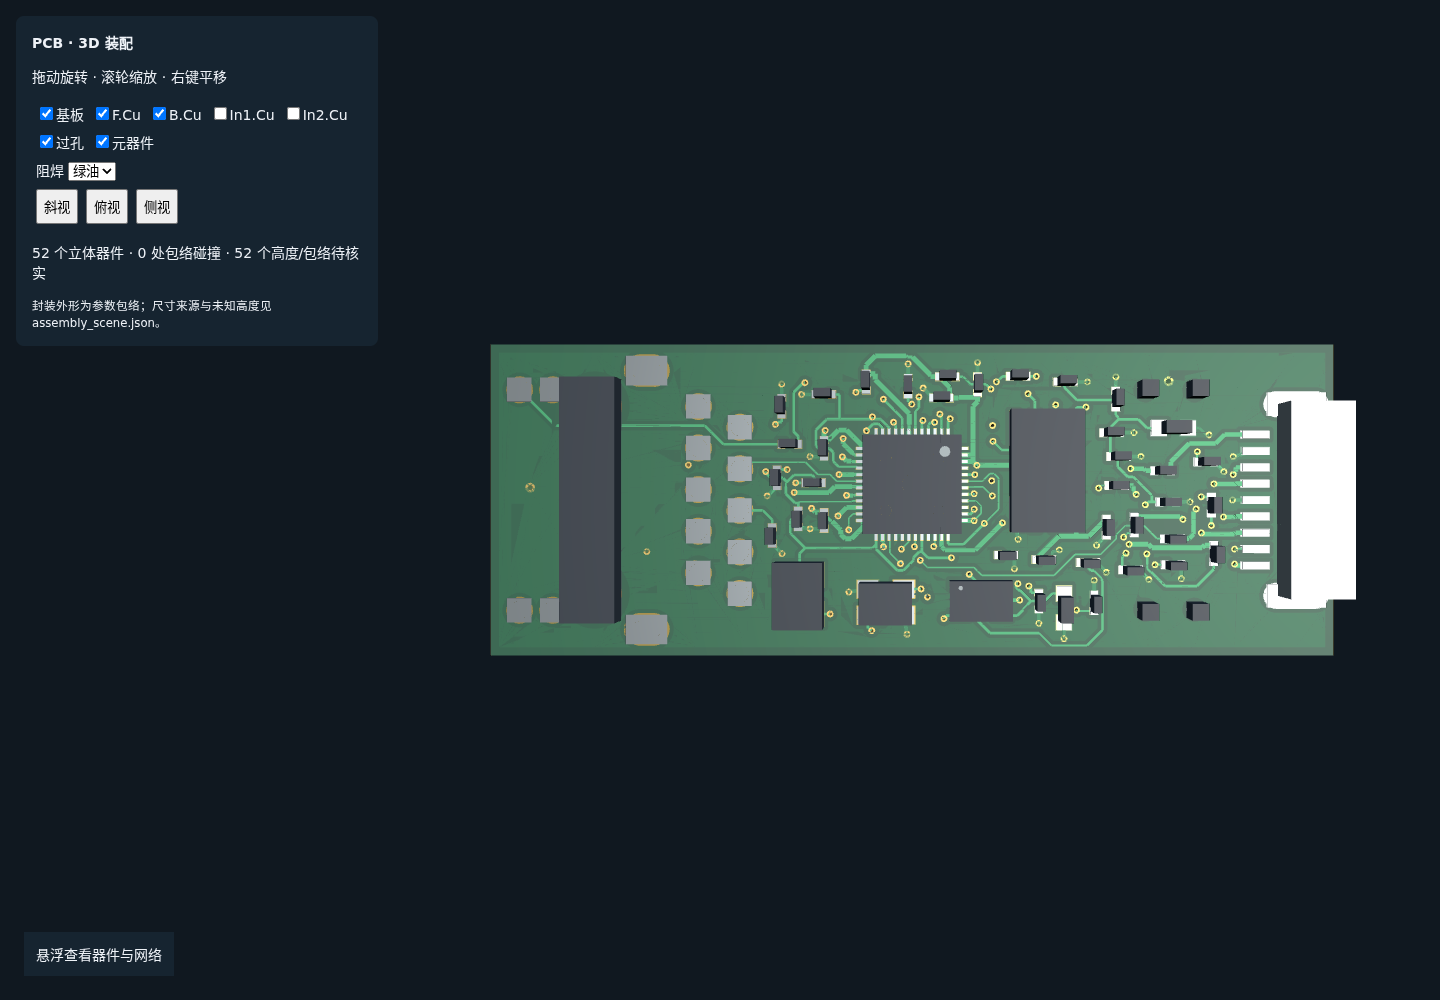 PCB · 3D 装配
拖动旋转 · 滚轮缩放 · 右键平移
基板 F.Cu B.Cu In1.Cu In2.Cu
过孔 元器件
阻焊 绿油
斜视 俯视 侧视
52 个立体器件 · 0 处包络碰撞 · 52 个高度/包络待核
实
封装外形为参数包络；尺寸来源与未知高度见
assembly_scene.json。
悬浮查看器件与网络